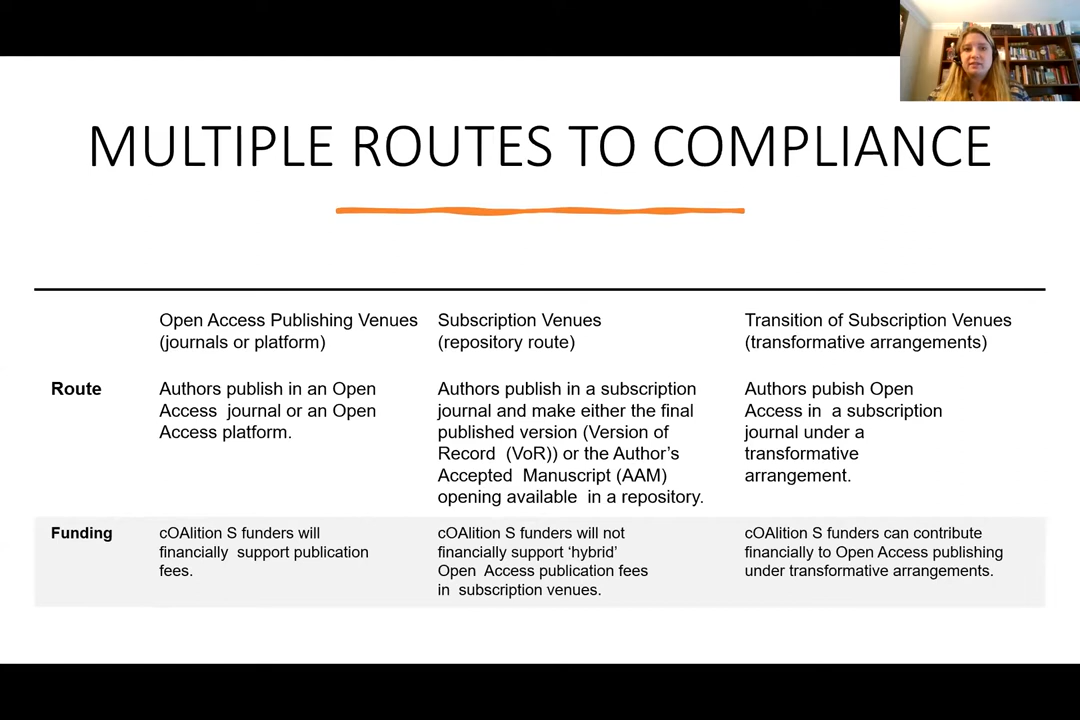 MULTIPLE ROUTES TO COMPLIANCE
Open Access Publishing Venues
(journals or platform)
Subscription Venues
(repository route)
Transition of Subscription Venues
(transformative arrangements)
Route
Authors publish in an Open
Access journal or an Open
Access platform.
Authors publish in a subscription
journal and make either the final
published version (Version of
Record (VoR)) or the Author's
Accepted Manuscript (AAM)
opening available in a repository.
Authors pubish Open
Access in a subscription
journal under a
transformative
arrangement.
Funding
cOAlition S funders will
financially support publication
fees.
cOAlition S funders will not
financially support ‘hybrid’
Open Access publication fees
in subscription venues.
cOAlition S funders can contribute
financially to Open Access publishing
under transformative arrangements.